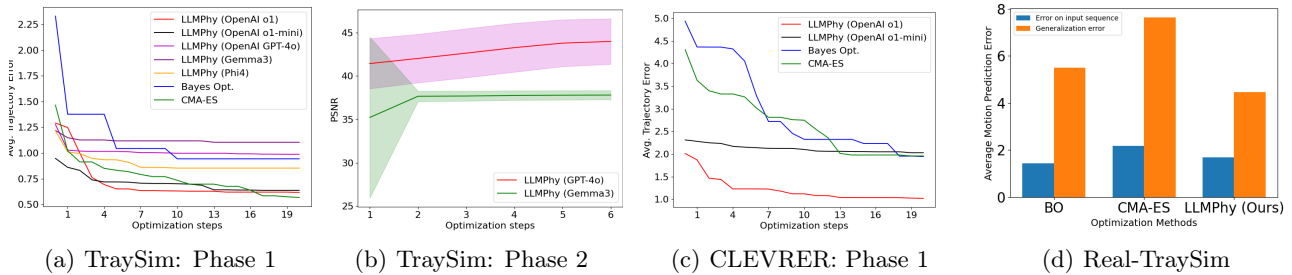 2.25
2.00
1.75
1.50
1.25
1.00
0.75
0.50
Avg. Trajectory Error
LLMPhy (OpenAI o1)
LLMPhy (OpenAI o1-mini)
LLMPhy (OpenAI GPT-4o)
LLMPhy (Gemma3)
LLMPhy (Phi4)
Bayes Opt.
CMA-ES
1 4 7 10 13 16 19
Optimization steps
(a) TraySim: Phase 1
45
40
35
30
25
PSNR
LLMPhy (GPT-4o)
LLMPhy (Gemma3)
1 2 3 4 5 6
Optimization steps
(b) TraySim: Phase 2
5.0
4.5
4.0
3.5
3.0
2.5
2.0
1.5
1.0
Avg. Trajectory Error
LLMPhy (OpenAI o1)
LLMPhy (OpenAI o1-mini)
Bayes Opt.
CMA-ES
1 4 7 10 13 16 19
Optimization steps
(c) CLEVRER: Phase 1
8
6
4
2
0
Average Motion Prediction Error
Error on input sequence
Generalization error
BO CMA-ES LLMPhy (Ours)
Optimization Methods
(d) Real-TraySim